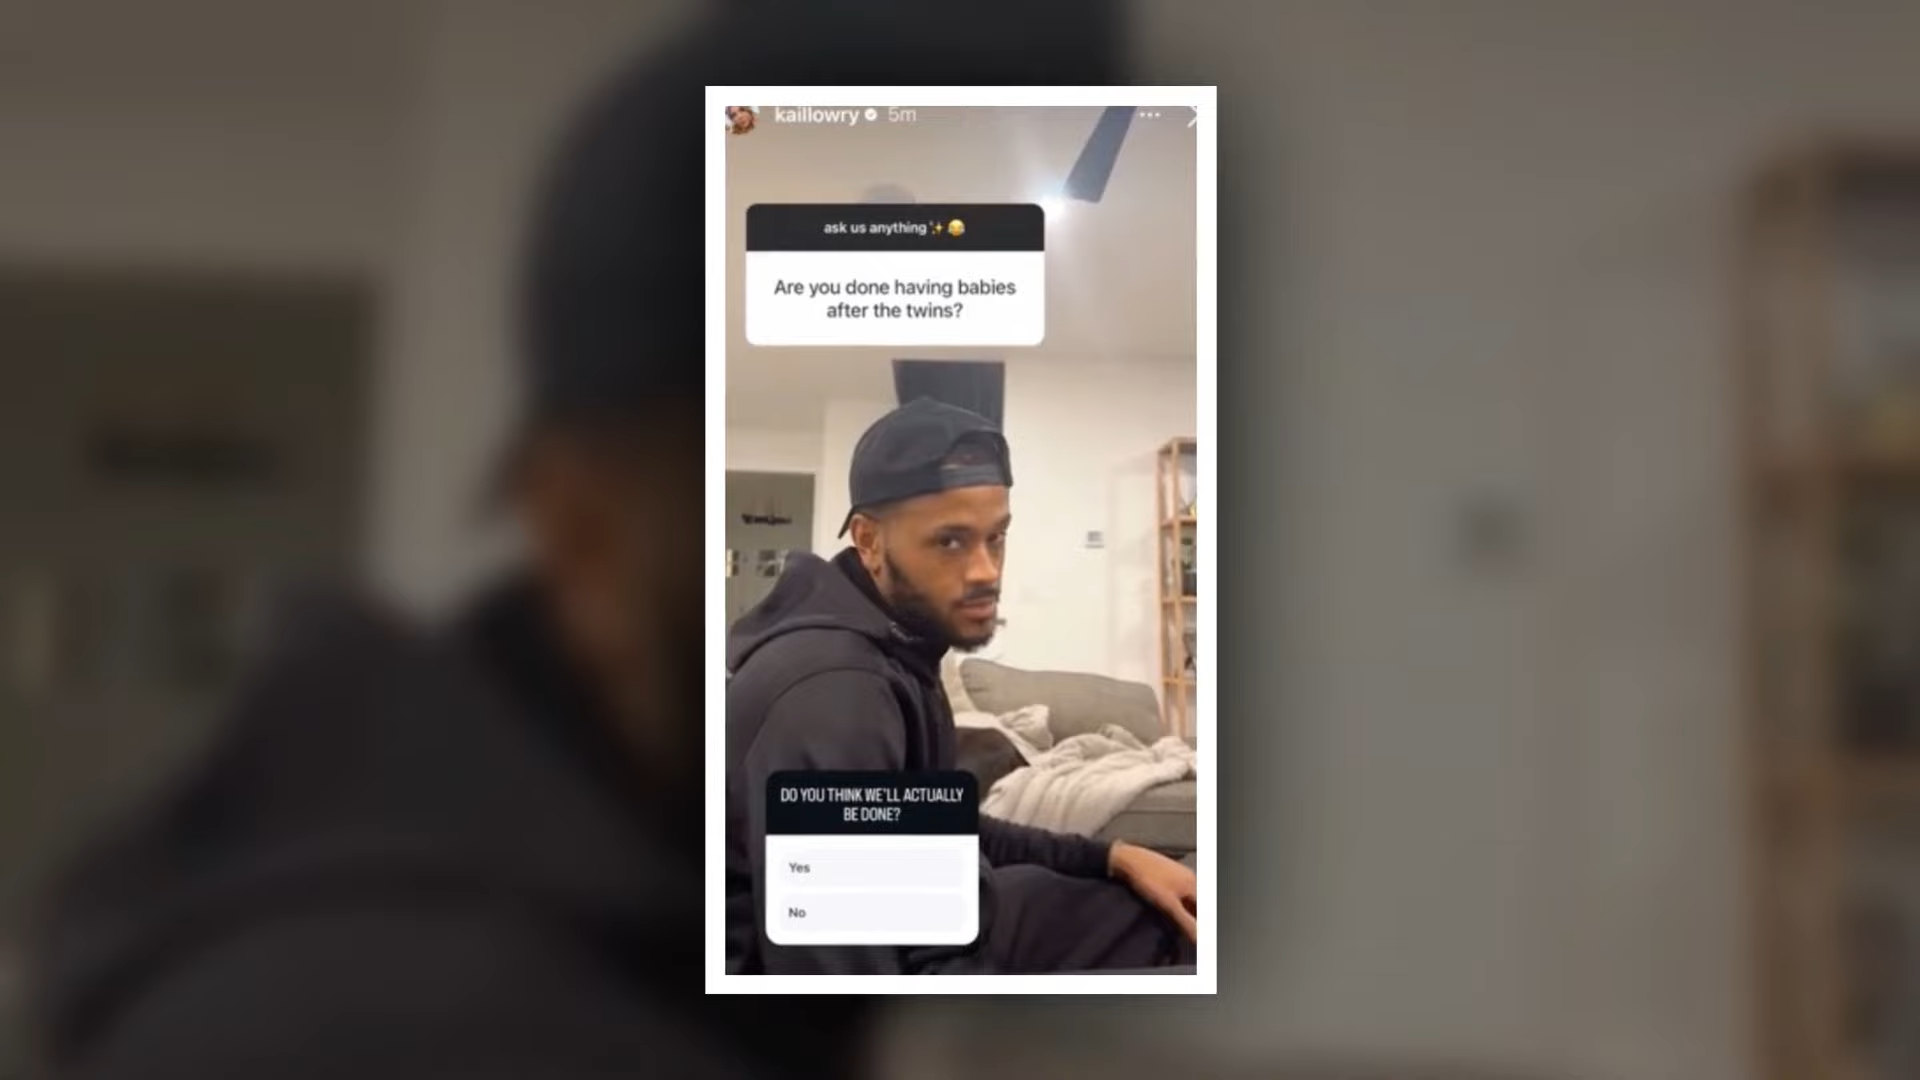 kaillowry 5m
ask us anything✨😂
Are you done having babies
after the twins?
DO YOU THINK WE'LL ACTUALLY
BE DONE?
Yes
No